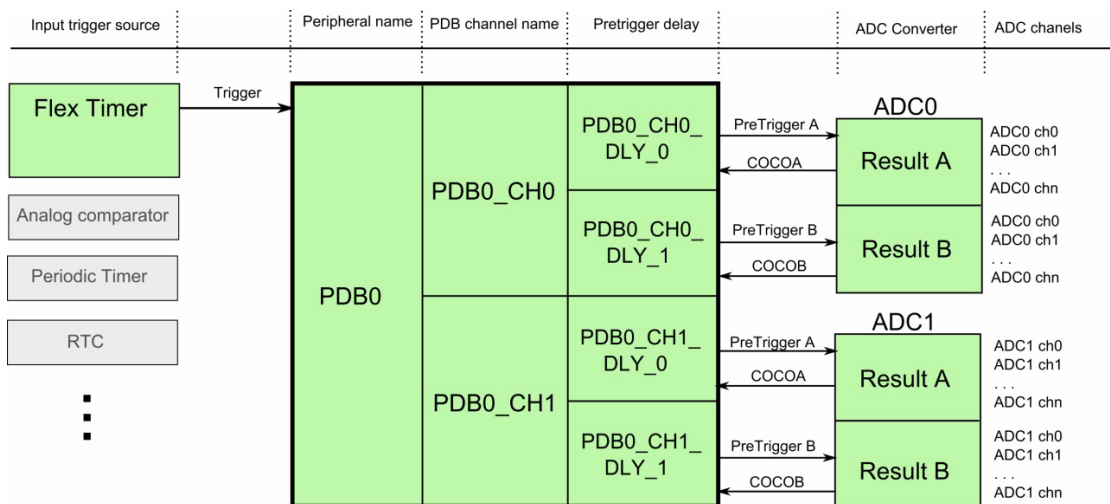 Input trigger source
Peripheral name
PDB channel name
Pretrigger delay
ADC Converter
ADC channels
Flex Timer
Trigger
Analog comparator
Periodic Timer
RTC
PDB0
PDB0_CH0
PDB0_CH1
PDB0_CH0_
DLY_0
PDB0_CH0_
DLY_1
PDB0_CH1_
DLY_0
PDB0_CH1_
DLY_1
PreTrigger A
COCOA
PreTrigger B
COCOB
PreTrigger A
COCOA
PreTrigger B
COCOB
ADC0
Result A
Result B
ADC1
Result A
Result B
ADC0 ch0
ADC0 ch1
. . .
ADC0 chn
ADC0 ch0
ADC0 ch1
. . .
ADC0 chn
ADC1 ch0
ADC1 ch1
. . .
ADC1 chn
ADC1 ch0
ADC1 ch1
. . .
ADC1 chn